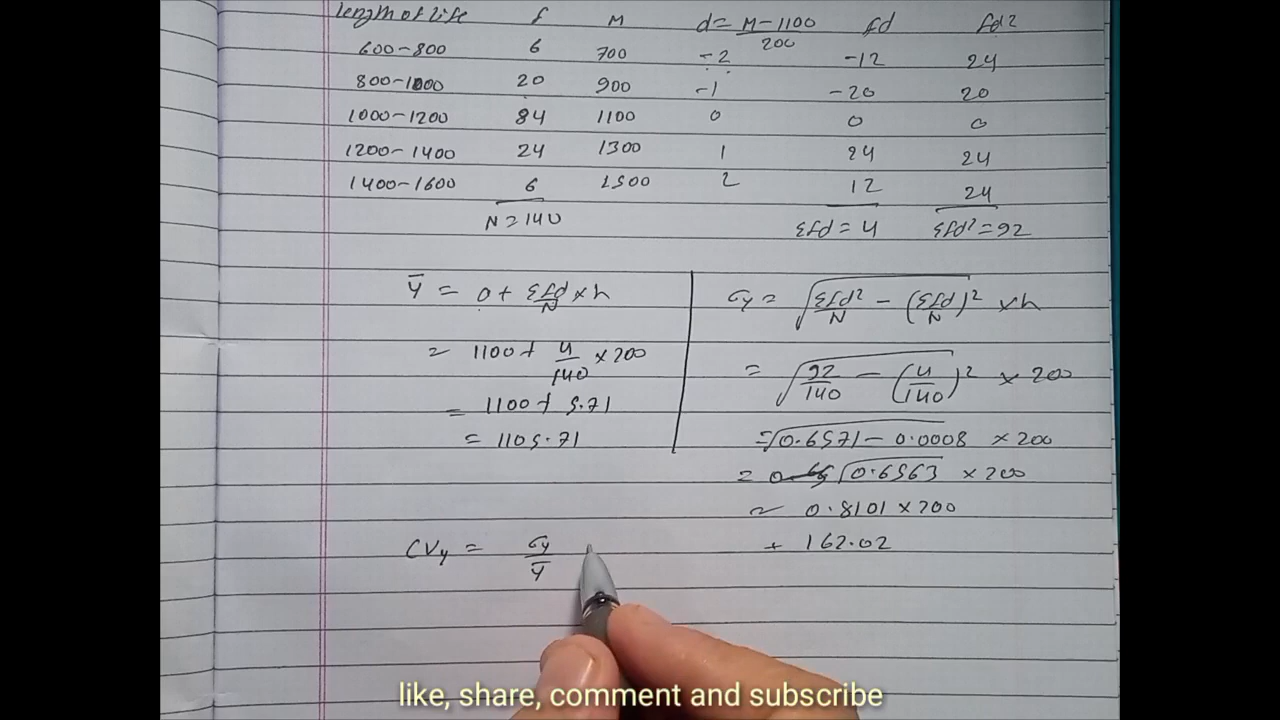 length of life f M d = M-1100/200 fd fd2
600-800 6 700 -2 -12 24
800-1000 20 900 -1 -20 20
1000-1200 84 1100 0 0 0
1200-1400 24 1300 1 24 24
1400-1600 6 1500 2 12 24
N = 140 Σfd = 4 Σfd² = 92
Ȳ = a + Σfd/N × h
= 1100 + 4/140 × 200
= 1100 + 5.71
= 1105.71
σy = √(Σfd²/N - (Σfd/N)²) × h
= √(92/140 - (4/140)²) × 200
= √(0.6571 - 0.0008) × 200
= √(0.6563) × 200
= 0.8101 × 200
+ 162.02
CVy = σy/Ȳ
like, share, comment and subscribe